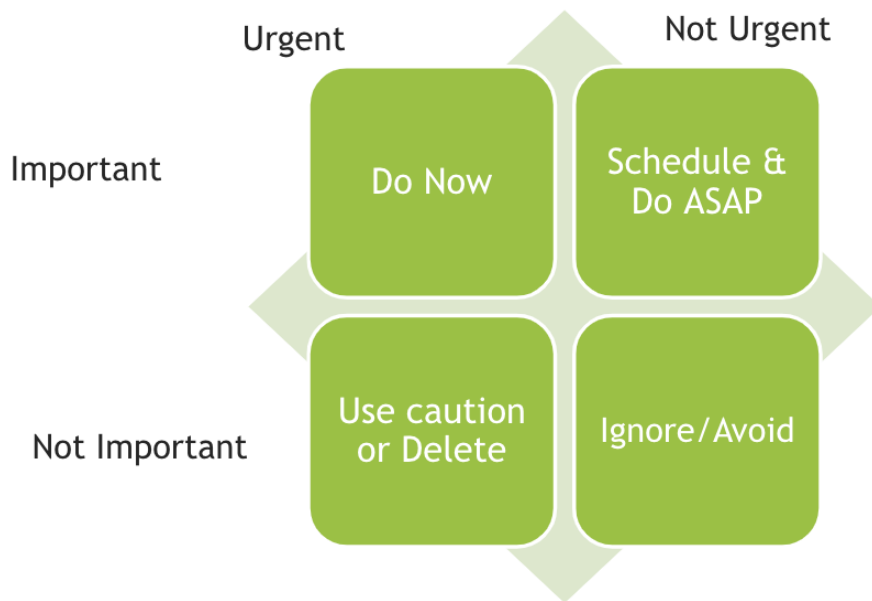 Urgent
Not Urgent
Important
Do Now
Schedule &
Do ASAP
Not Important
Use caution
or Delete
Ignore/Avoid